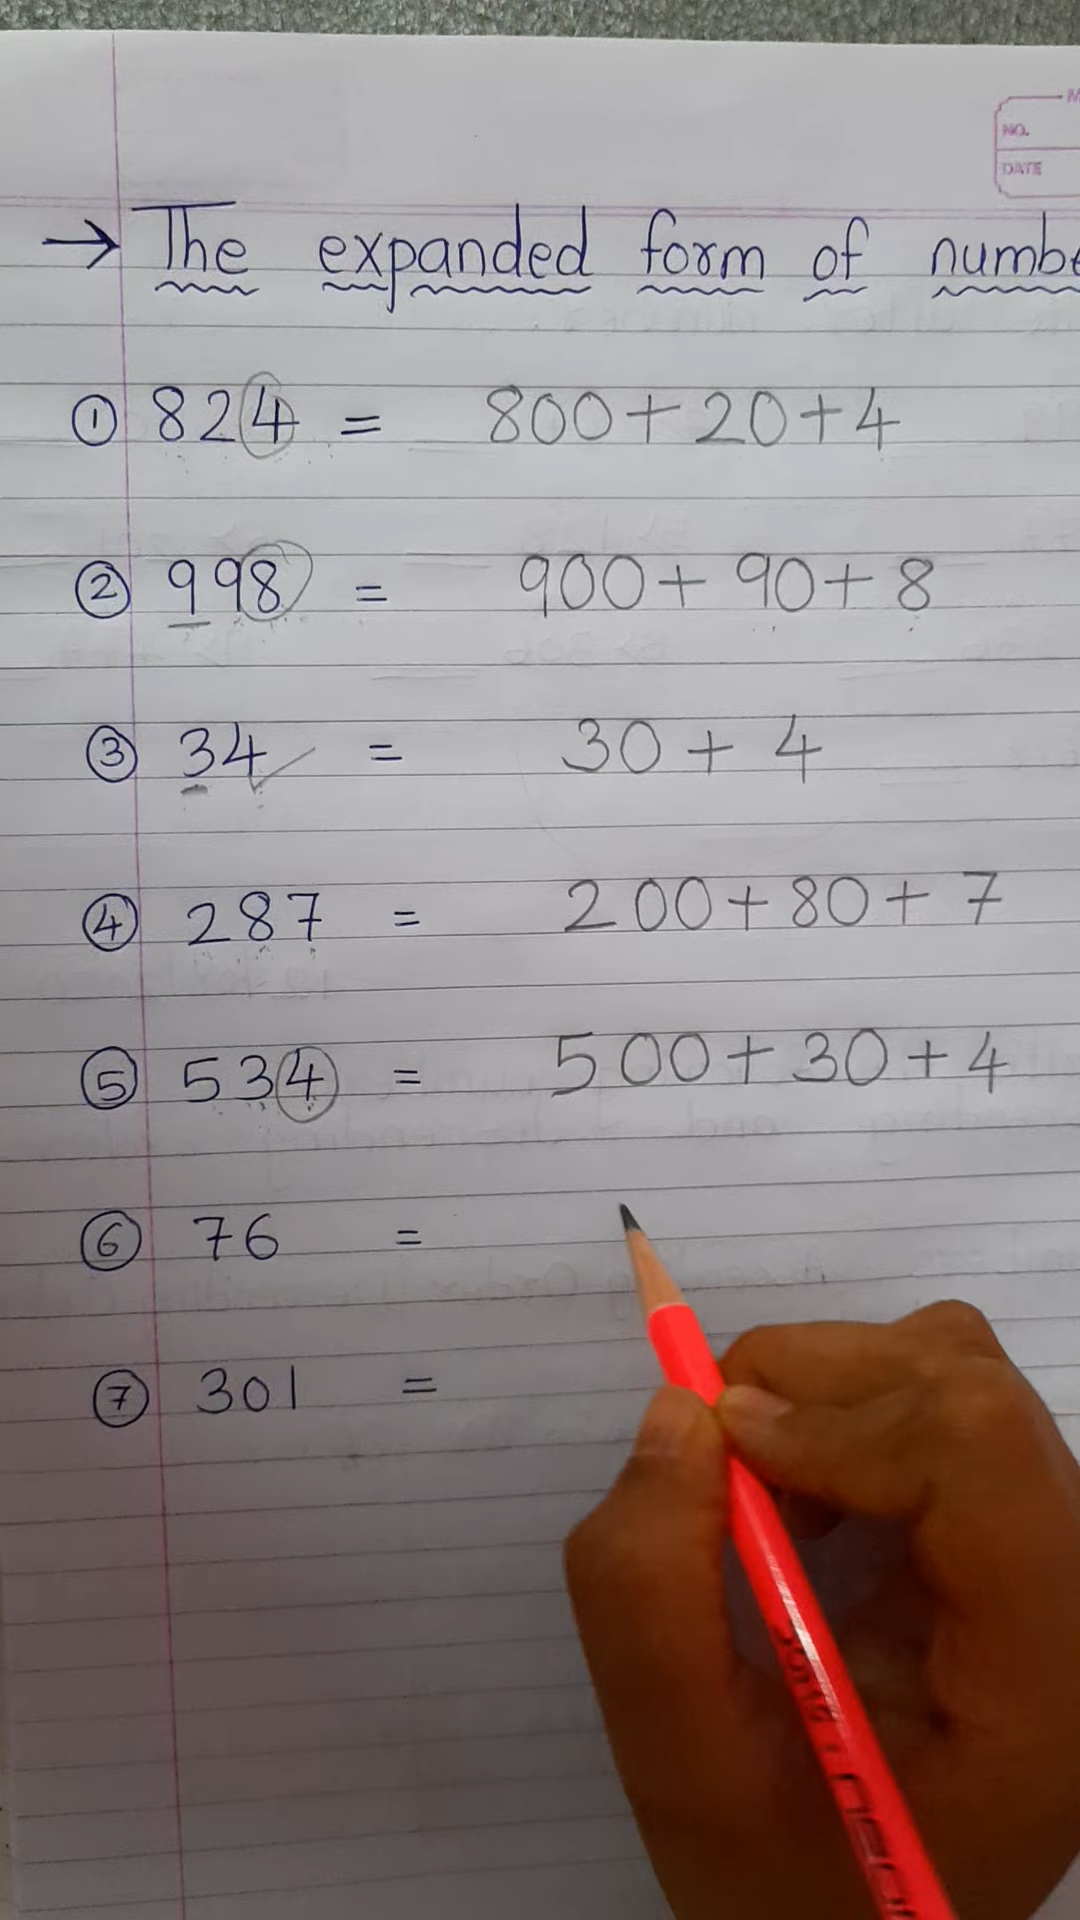 NO.
DATE
→ The expanded form of numbe
① 824 = 800+20+4
② 998 = 900+90+8
③ 34 = 30+4
④ 287 = 200+80+7
⑤ 534 = 500+30+4
⑥ 76 =
⑦ 301 =